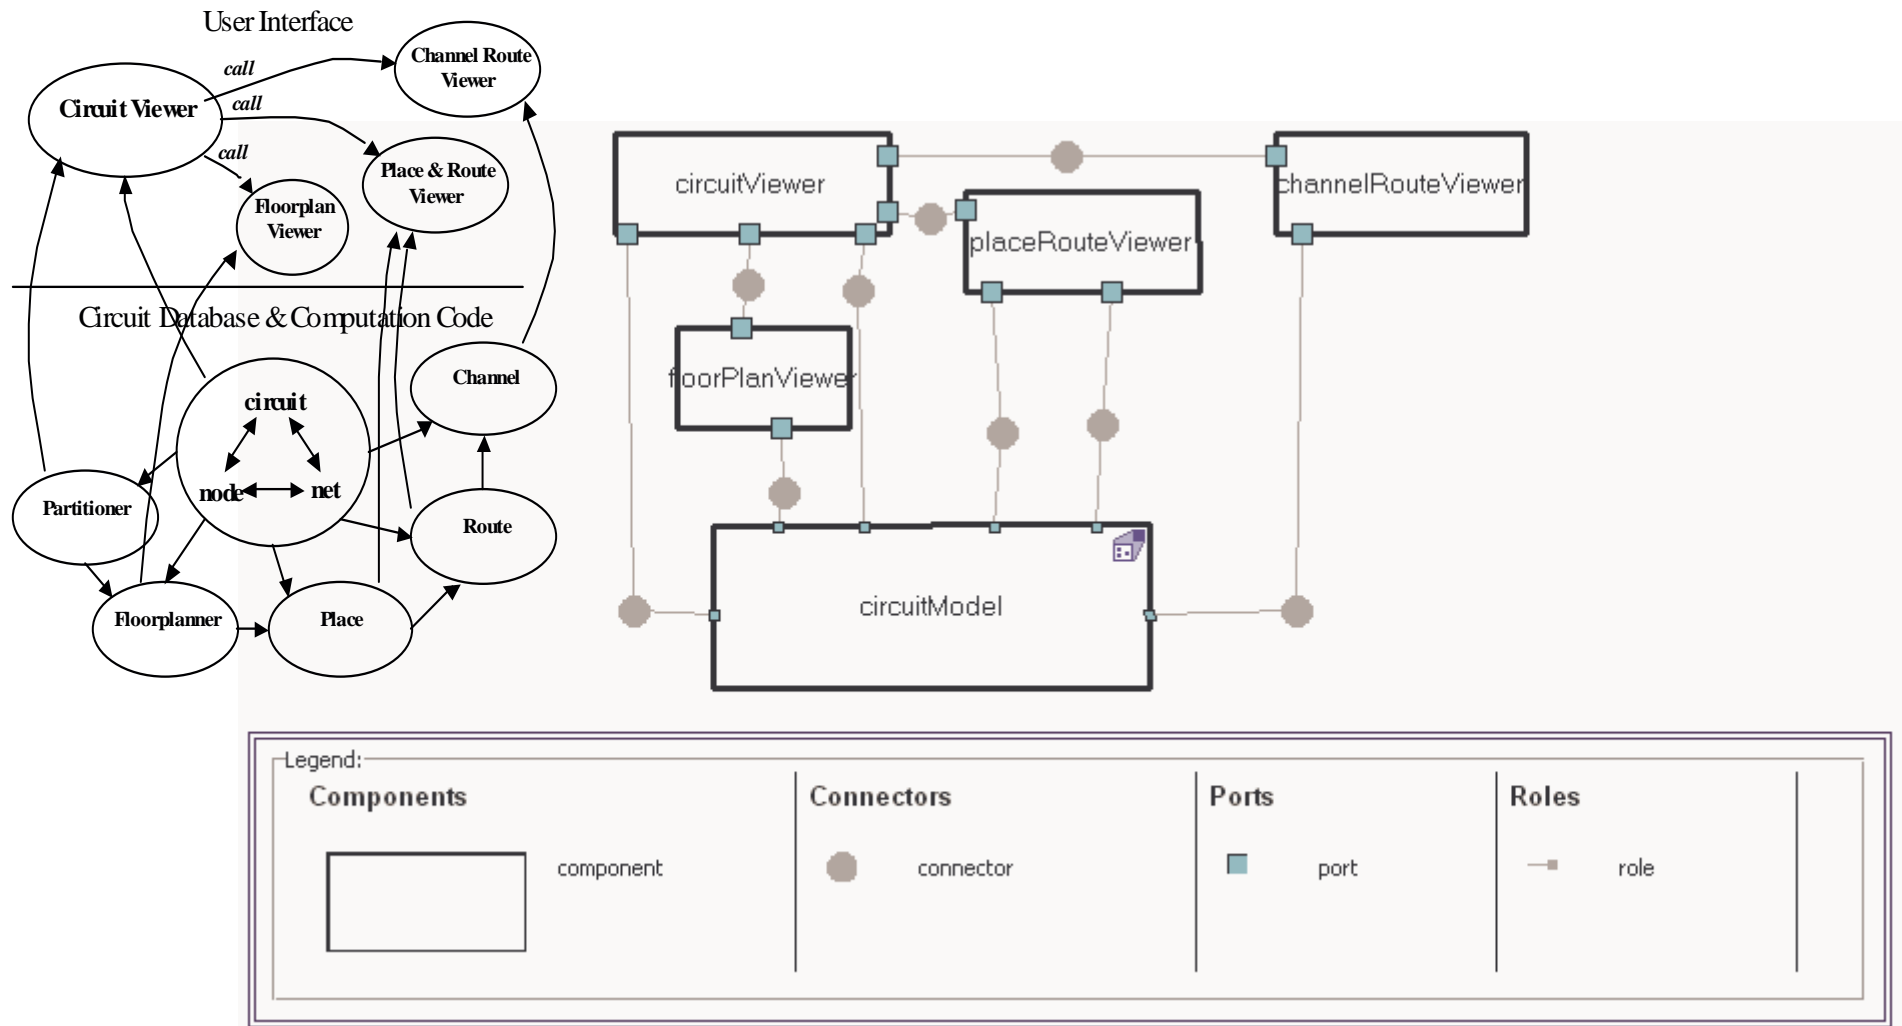 User Interface
Channel Route
Viewer
call
Circuit Viewer
call
call
Place & Route
Viewer
Floorplan
Viewer
Circuit Database & Computation Code
Channel
circuit
node
net
Partitioner
Route
Floorplanner
Place
circuitViewer
channelRouteViewer
placeRouteViewer
floorPlanViewer
circuitModel
Legend:
Components
Connectors
Ports
Roles
component
connector
port
role